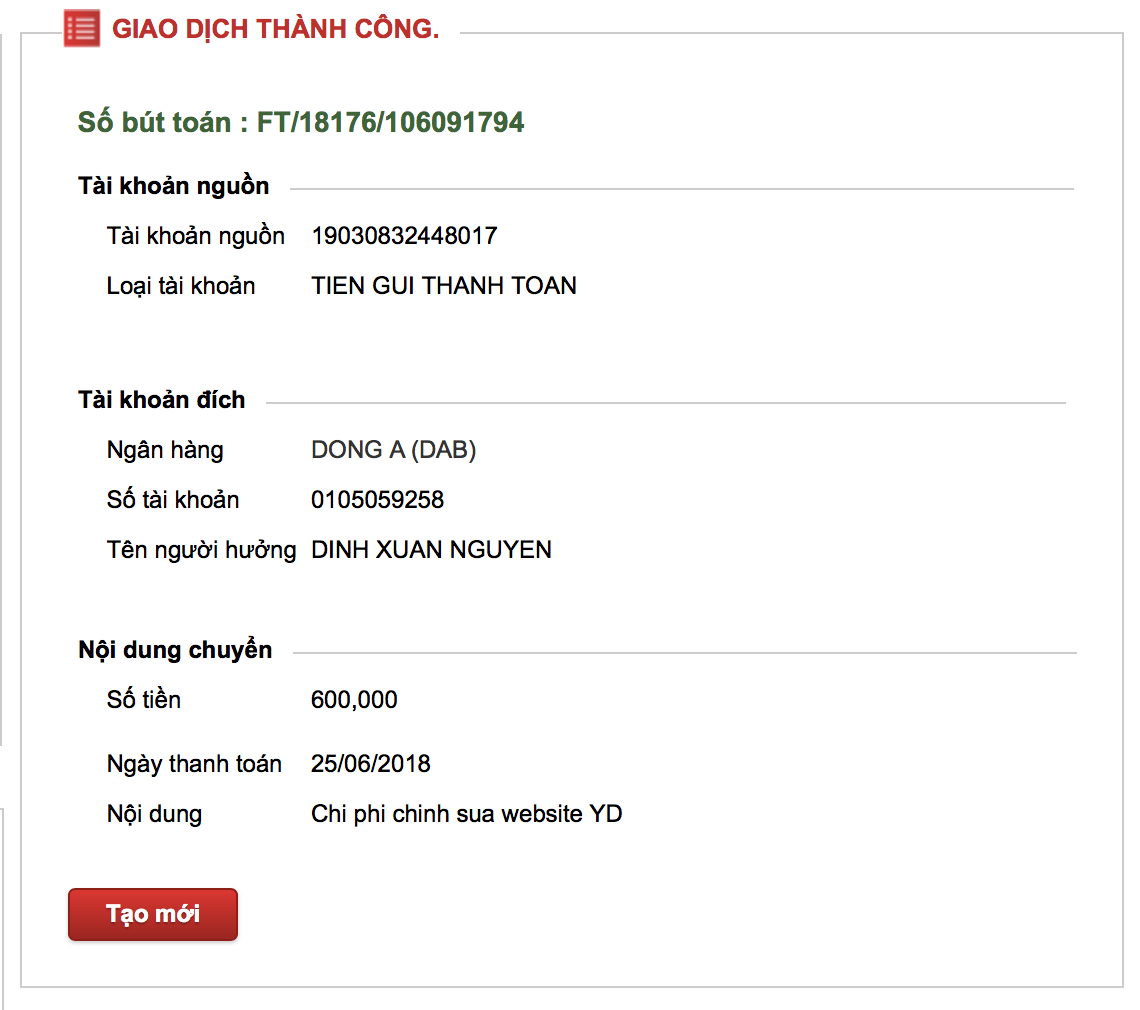 GIAO DỊCH THÀNH CÔNG.
Số bút toán : FT/18176/106091794
Tài khoản nguồn
Tài khoản nguồn 19030832448017
Loại tài khoản TIEN GUI THANH TOAN
Tài khoản đích
Ngân hàng DONG A (DAB)
Số tài khoản 0105059258
Tên người hưởng DINH XUAN NGUYEN
Nội dung chuyển
Số tiền 600,000
Ngày thanh toán 25/06/2018
Nội dung Chi phi chinh sua website YD
Tạo mới